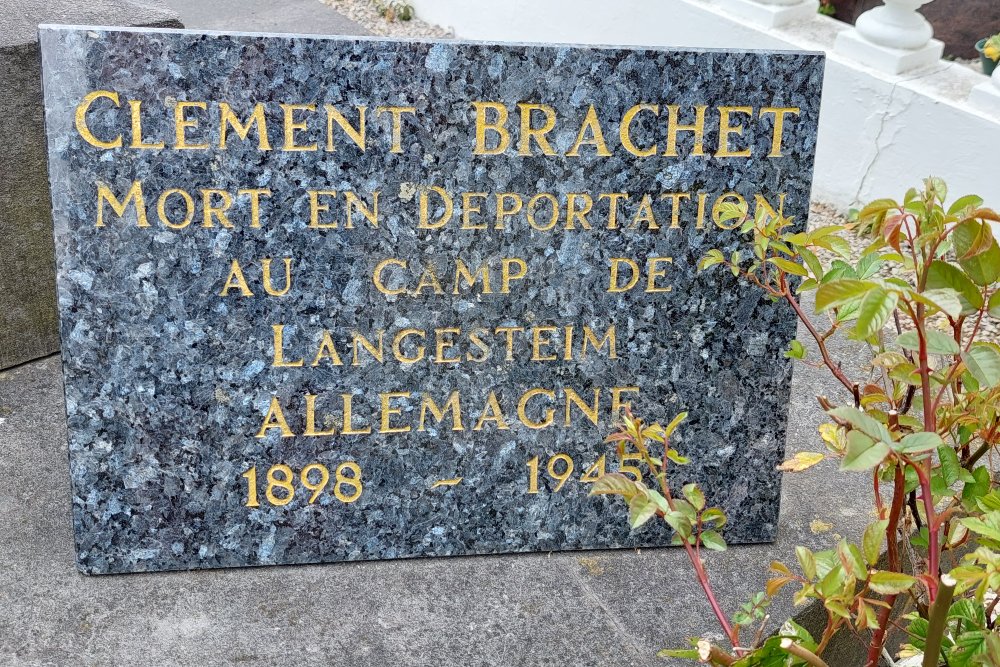 CLEMENT BRACHET
MORT EN DEPORTATION
AU CAMP DE
LANGESTEIM
ALLEMAGNE
1898 - 1945